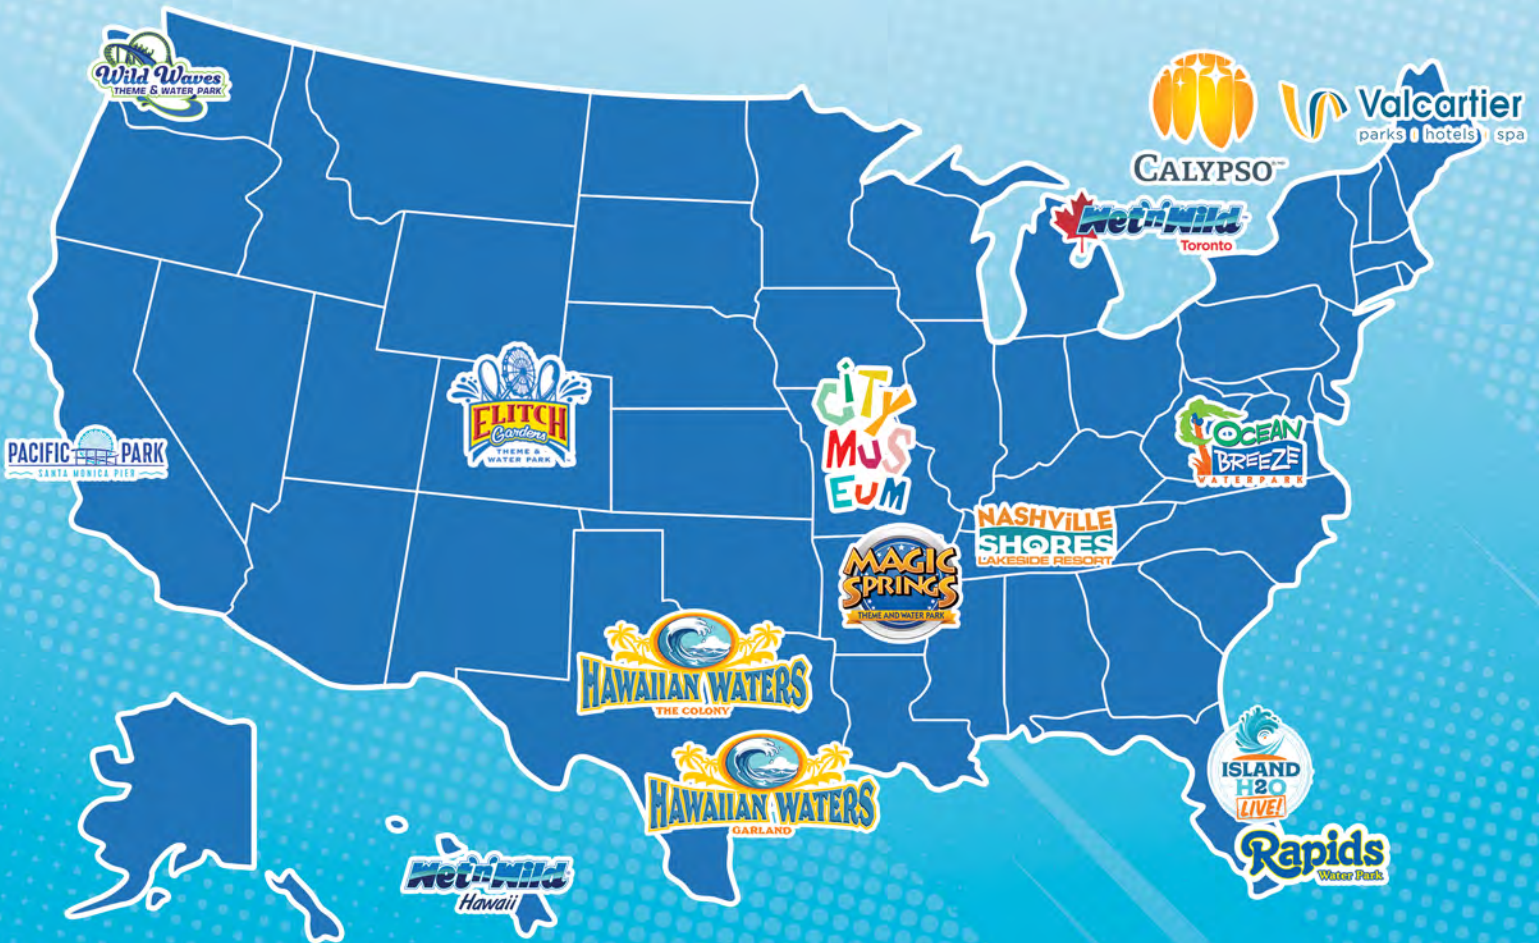 Wild Waves
THEME & WATER PARK
CALYPSO
Valcartier
parks hotels spa
Wet'n'Wild
Toronto
ELITCH
Gardens
THEME &
WATER PARK
CiTY
MUS
EUM
PACIFIC PARK
SANTA MONICA PIER
OCEAN
BREEZE
WATERPARK
NASHViLLE
SHORES
LAKESIDE RESORT
MAGIC
SPRINGS
THEME AND WATER PARK
HAWAIIAN WATERS
THE COLONY
HAWAIIAN WATERS
GARLAND
ISLAND
H2O
LIVE!
Rapids
Water Park
Wet'n'Wild
Hawaii